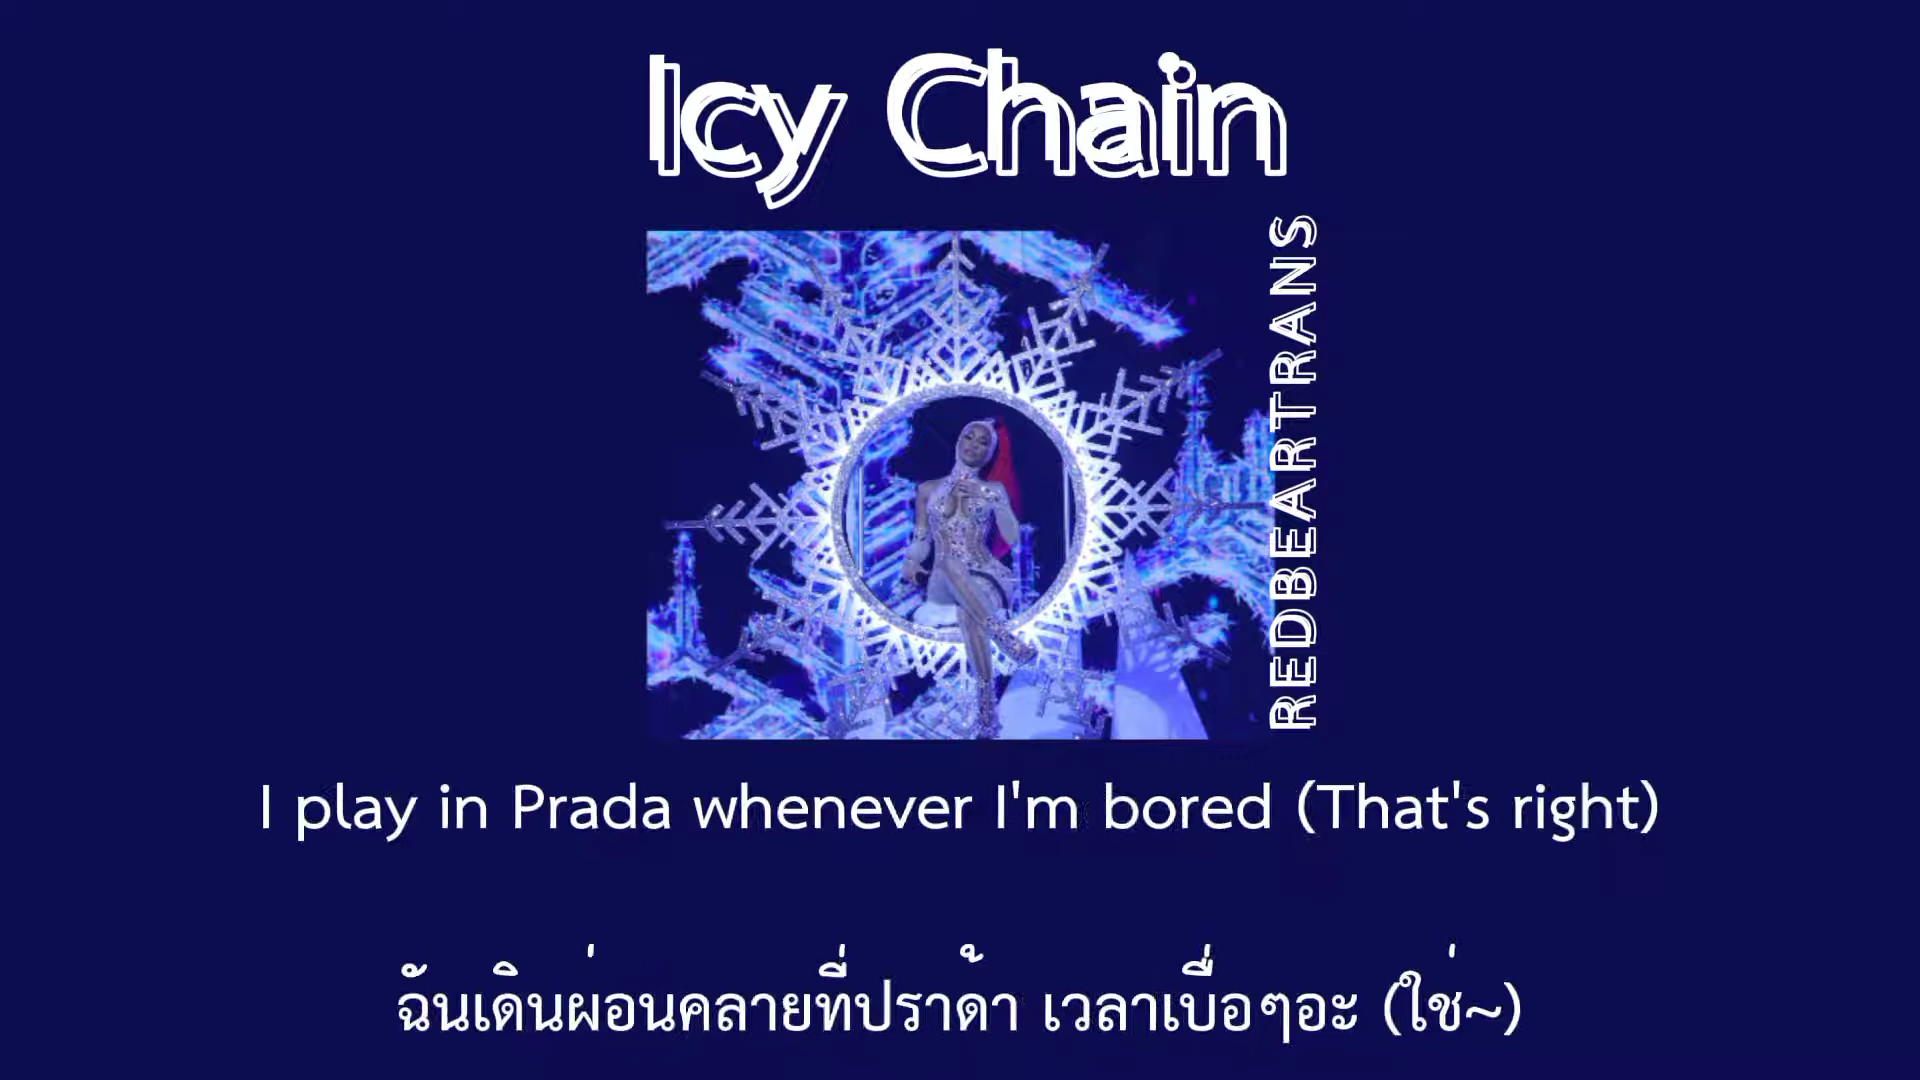 Icy Chain
REDBEARTRANS
I play in Prada whenever I'm bored (That's right)
ฉันเดินผ่อนคลายที่ปราด้า เวลาเบื่อๆอะ (ใช่~)